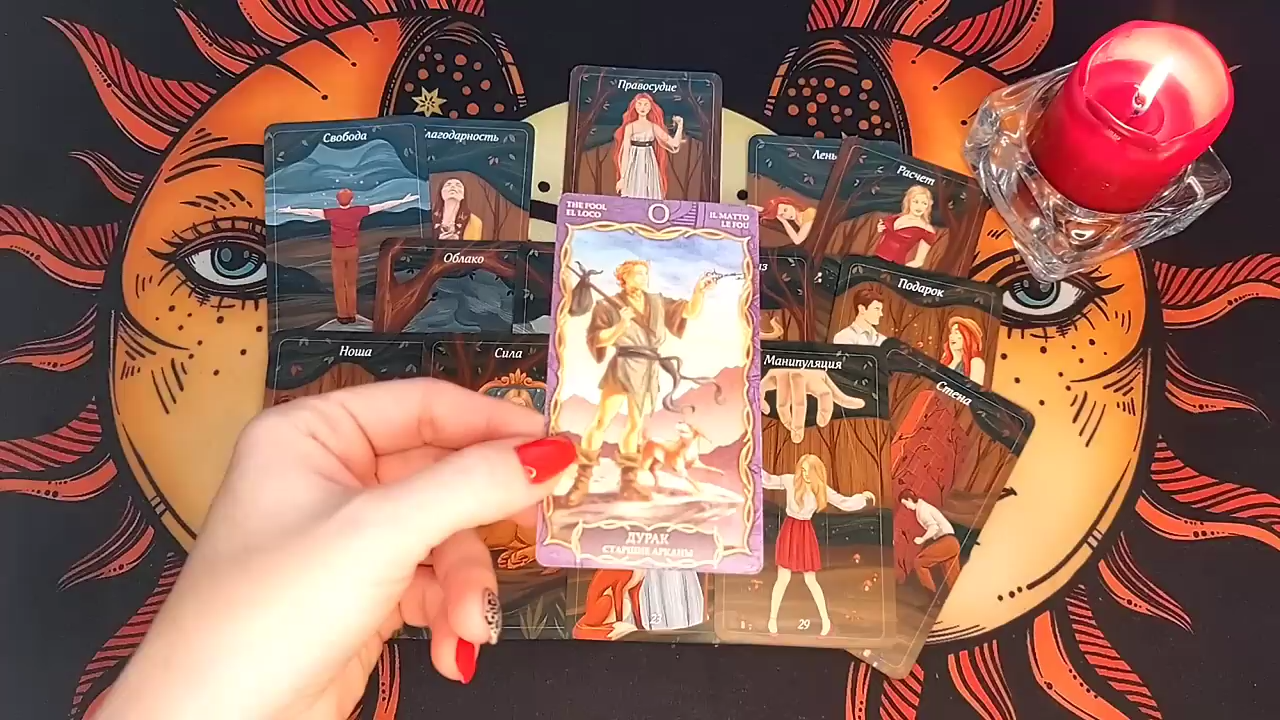 Правосудие
Свобода
лагодарность
Лень
Расчет
THE FOOL
EL LOCO
0
IL MATTO
LE FOU
Облако
Подарок
Ноша
Сила
Манипуляция
Стена
ДУРАК
СТАРШИЕ АРКАНЫ
23
29